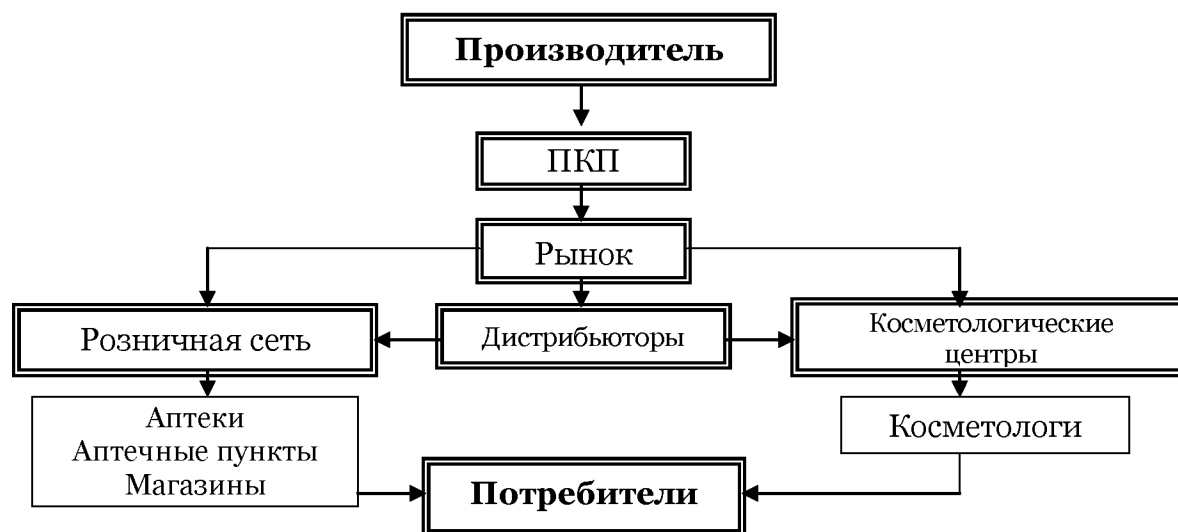 Производитель
ПКП
Рынок
Розничная сеть
Дистрибьюторы
Косметологические
центры
Аптеки
Аптечные пункты
Магазины
Косметологи
Потребители